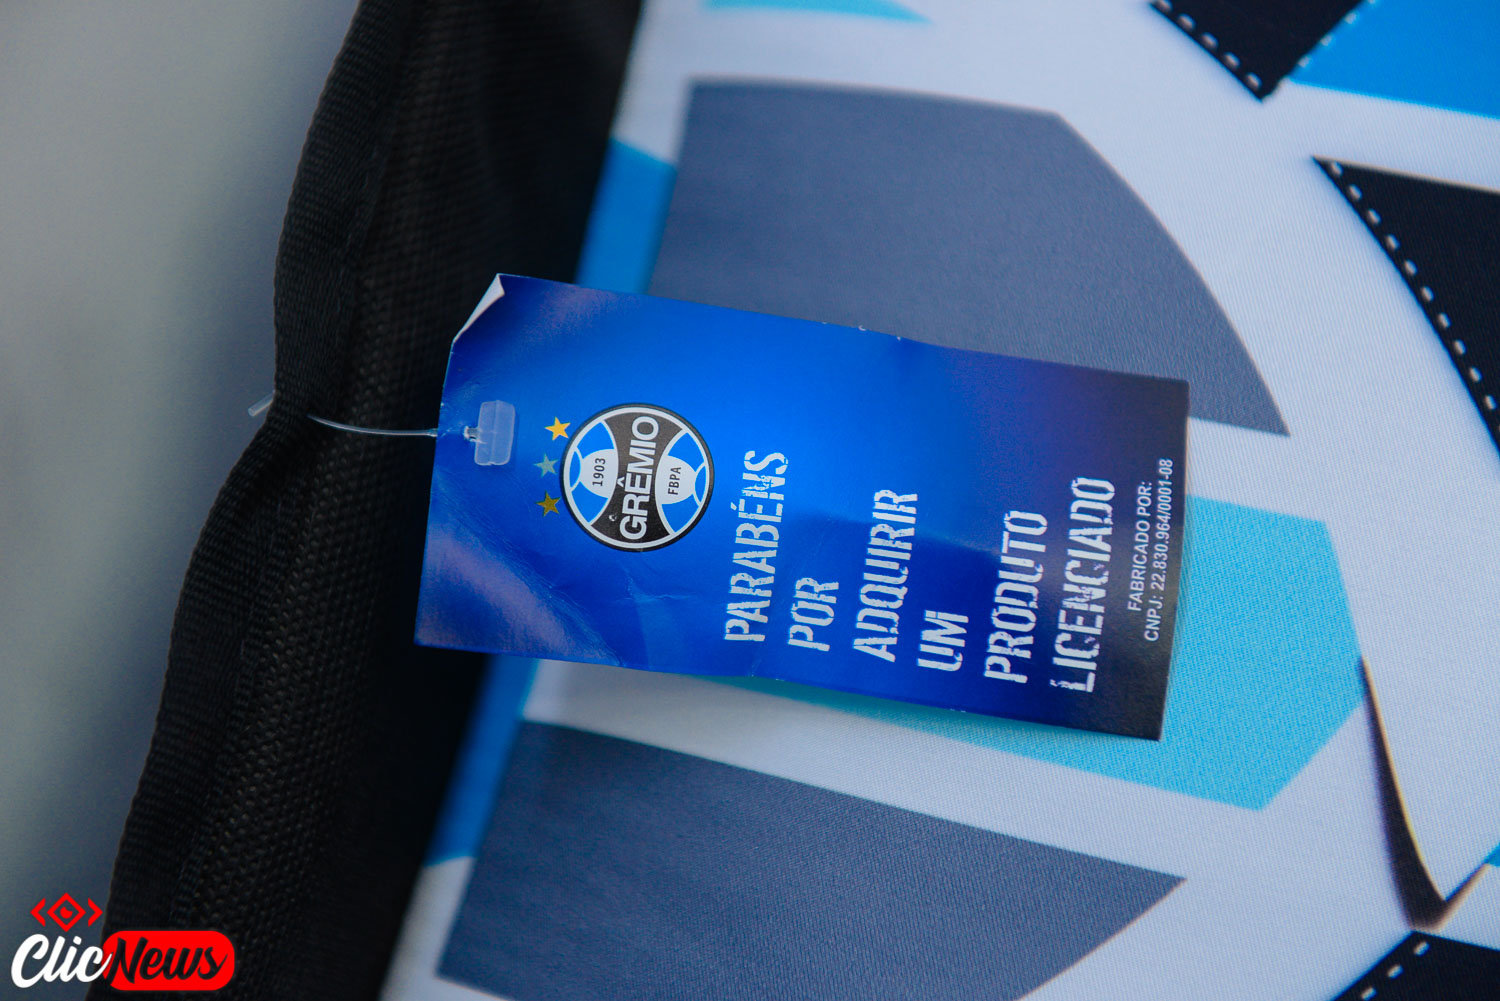 1903
GRÊMIO
FBPA
PARABÉNS
POR
ADQUIRIR
UM
PRODUTO
LICENCIADO
FABRICADO POR:
CNPJ: 22.830.964/0001-08
ClicNews